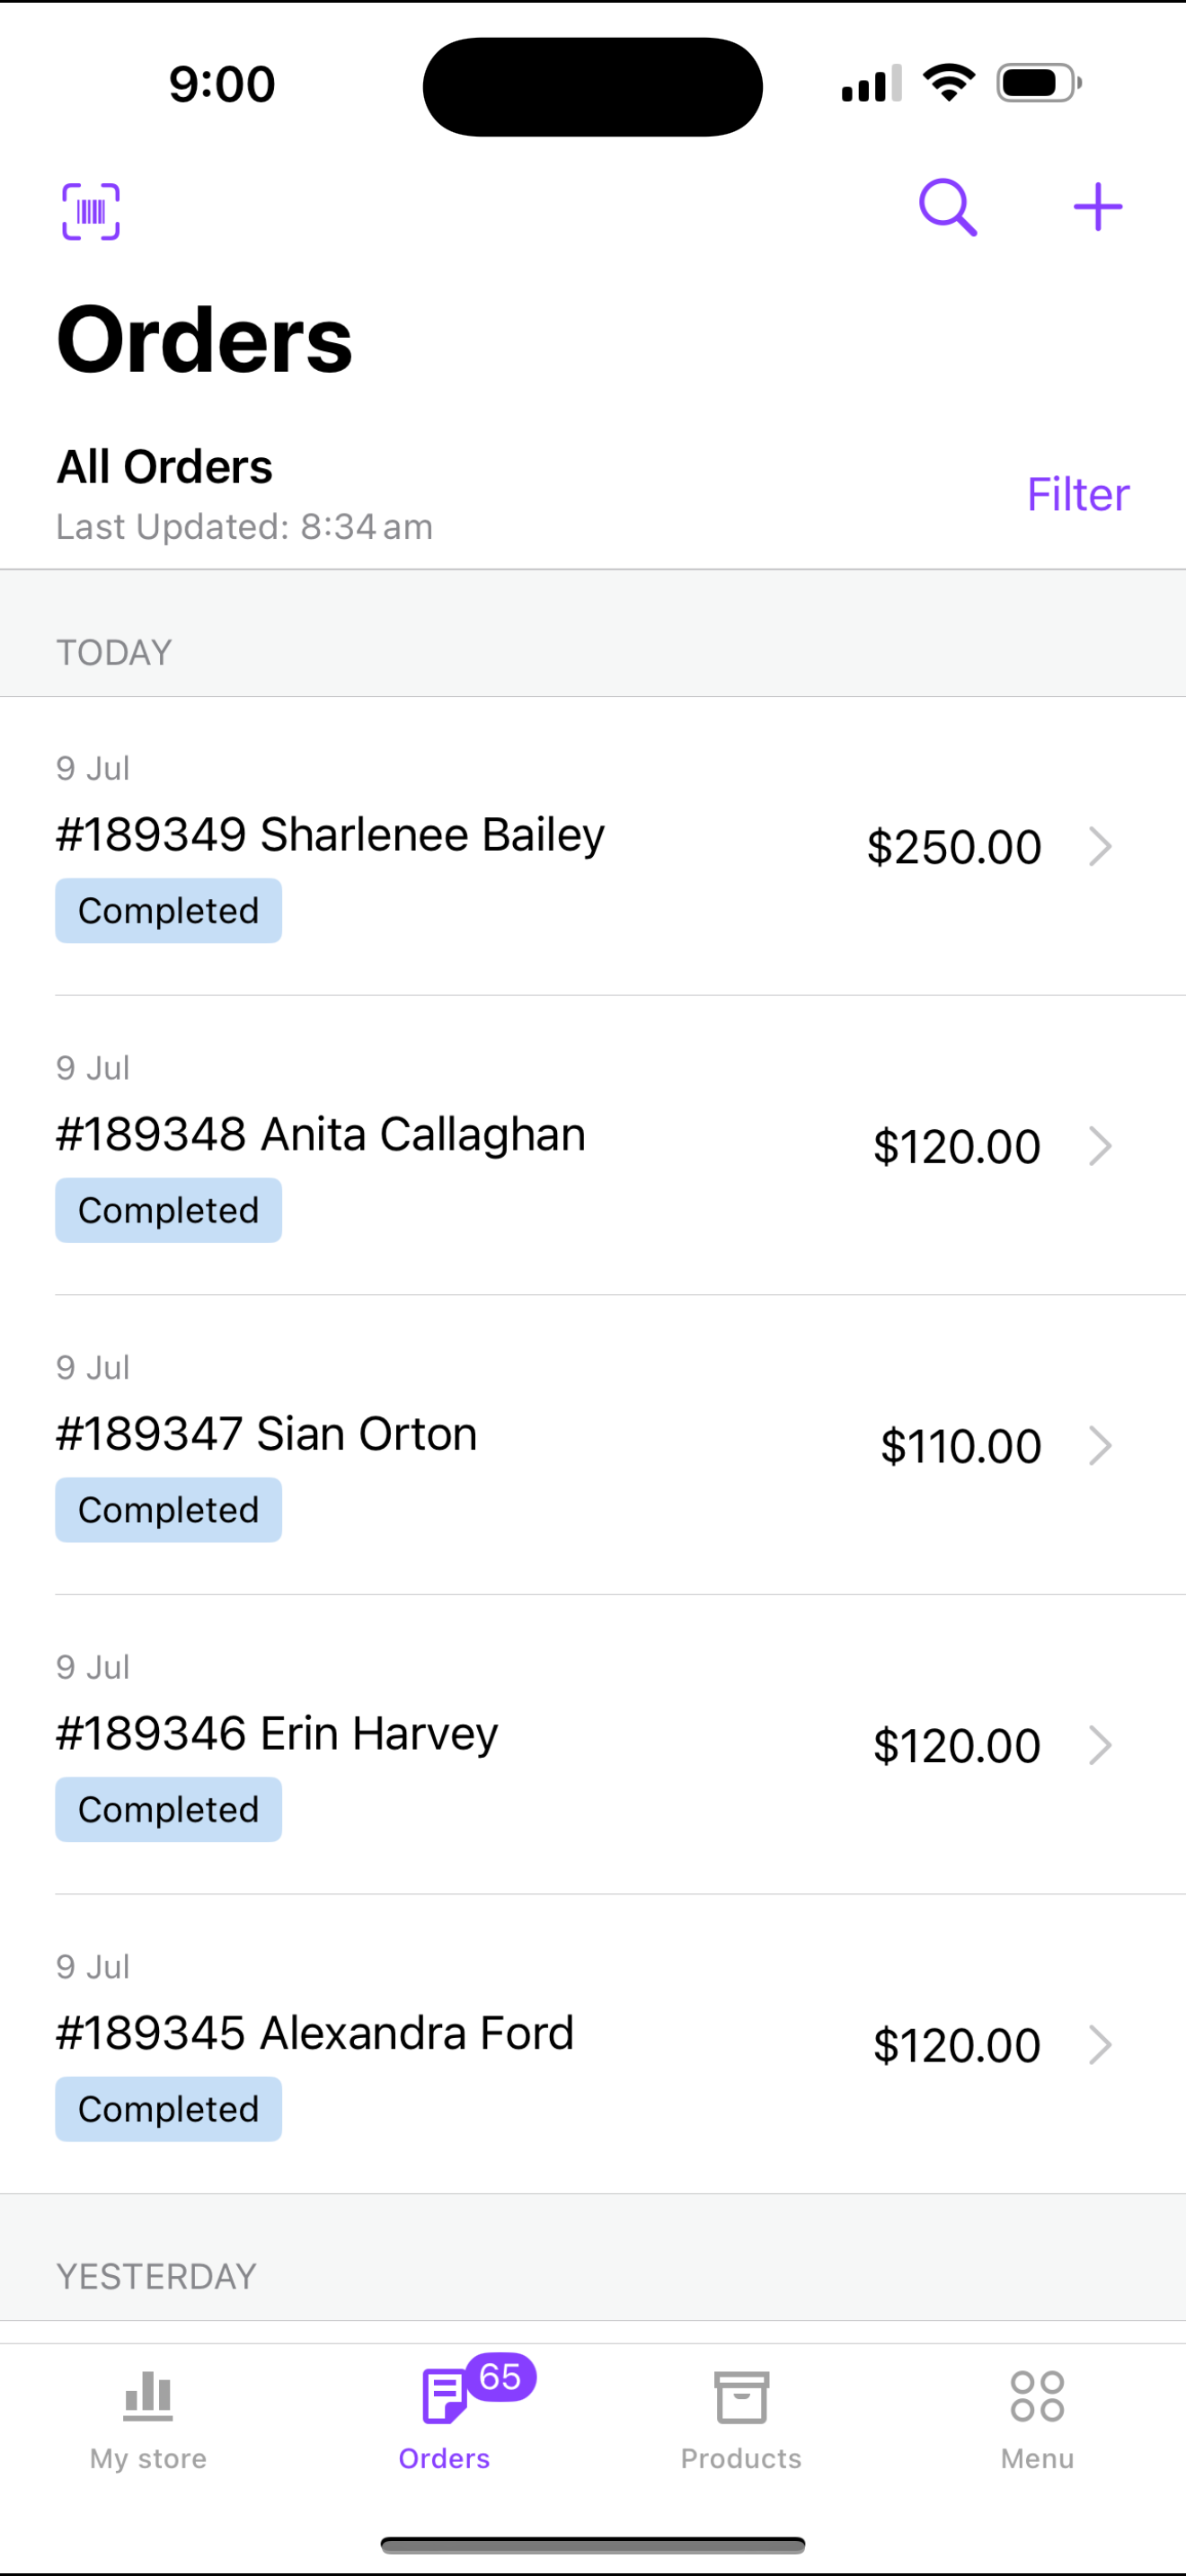 9:00
Orders
All Orders
Last Updated: 8:34 am
Filter
TODAY
9 Jul
#189349 Sharlenee Bailey
$250.00
Completed
9 Jul
#189348 Anita Callaghan
$120.00
Completed
9 Jul
#189347 Sian Orton
$110.00
Completed
9 Jul
#189346 Erin Harvey
$120.00
Completed
9 Jul
#189345 Alexandra Ford
$120.00
Completed
YESTERDAY
65
My store
Orders
Products
Menu